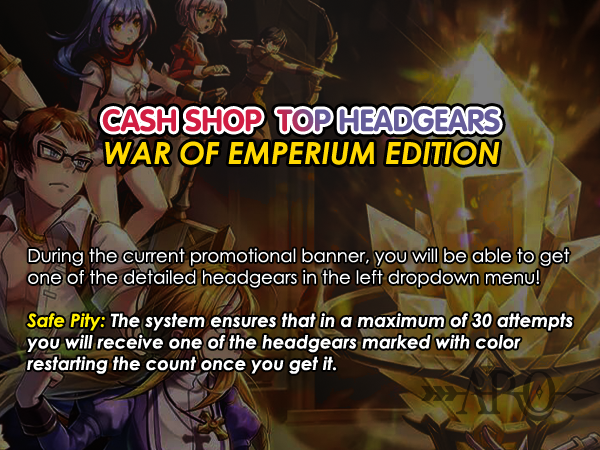 CASH SHOP TOP HEADGEARS
WAR OF EMPERIUM EDITION
During the current promotional banner, you will be able to get
one of the detailed headgears in the left dropdown menu!
Safe Pity: The system ensures that in a maximum of 30 attempts
you will receive one of the headgears marked with color
restarting the count once you get it.